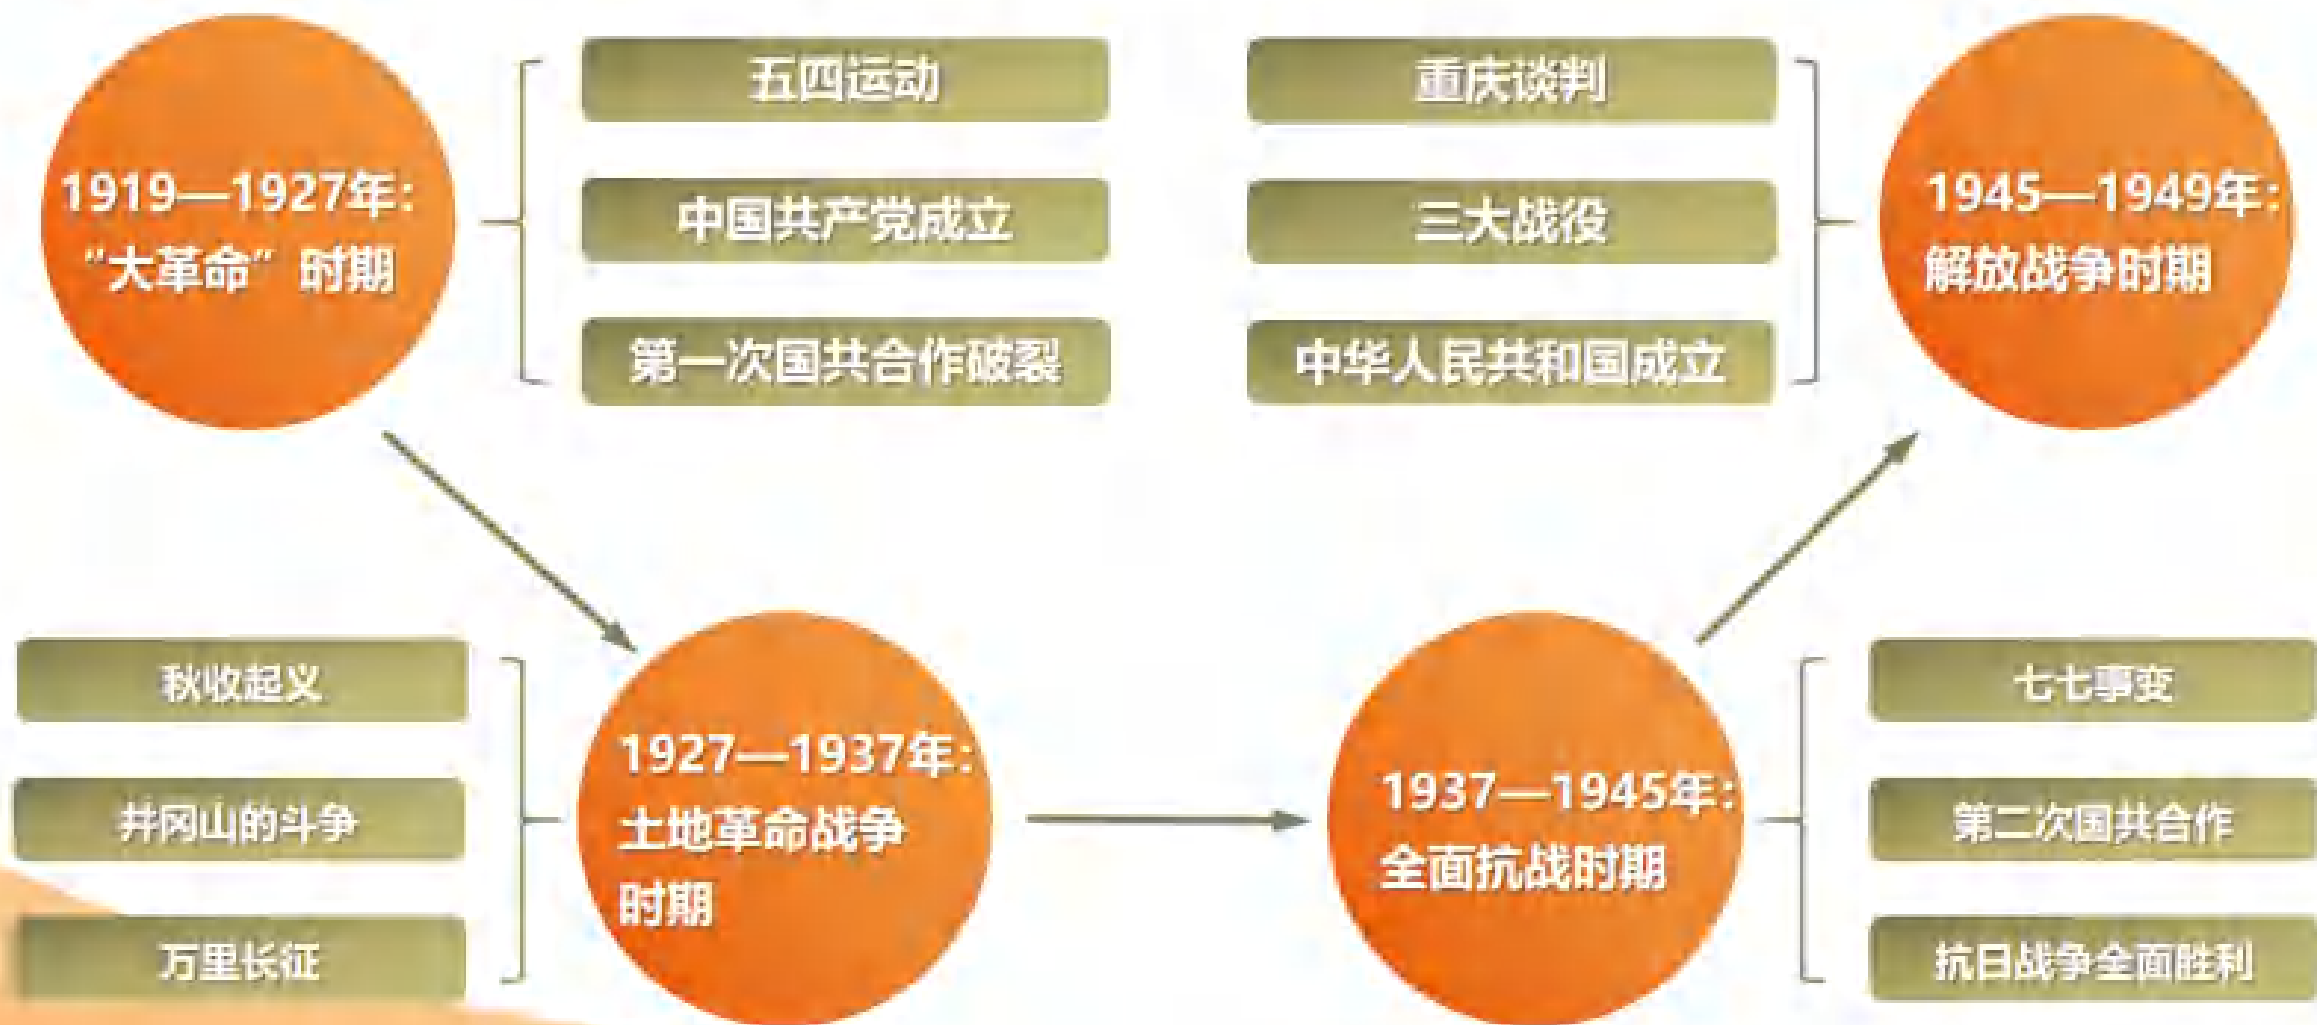 1919—1927年:
“大革命”时期
五四运动
中国共产党成立
第一次国共合作破裂
秋收起义
井冈山的斗争
万里长征
1927—1937年:
土地革命战争
时期
1937—1945年:
全面抗战时期
七七事变
第二次国共合作
抗日战争全面胜利
重庆谈判
三大战役
中华人民共和国成立
1945—1949年:
解放战争时期